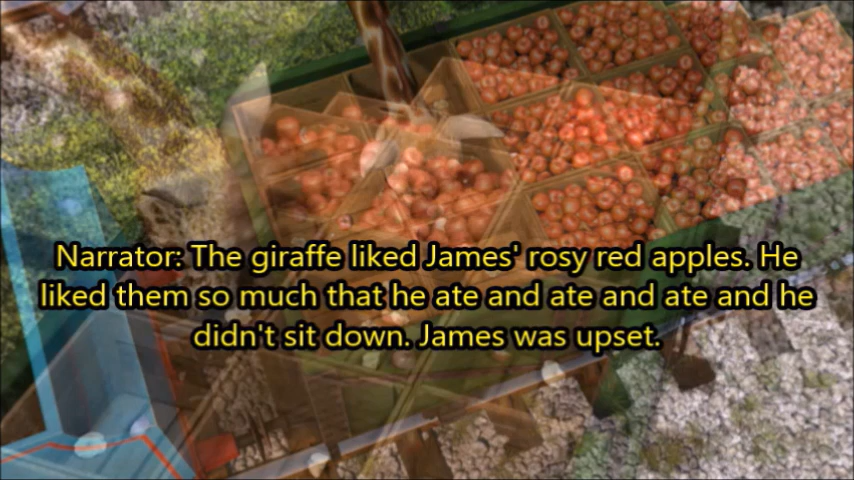 Narrator: The giraffe liked James' rosy red apples. He
liked them so much that he ate and ate and ate and he
didn't sit down. James was upset.